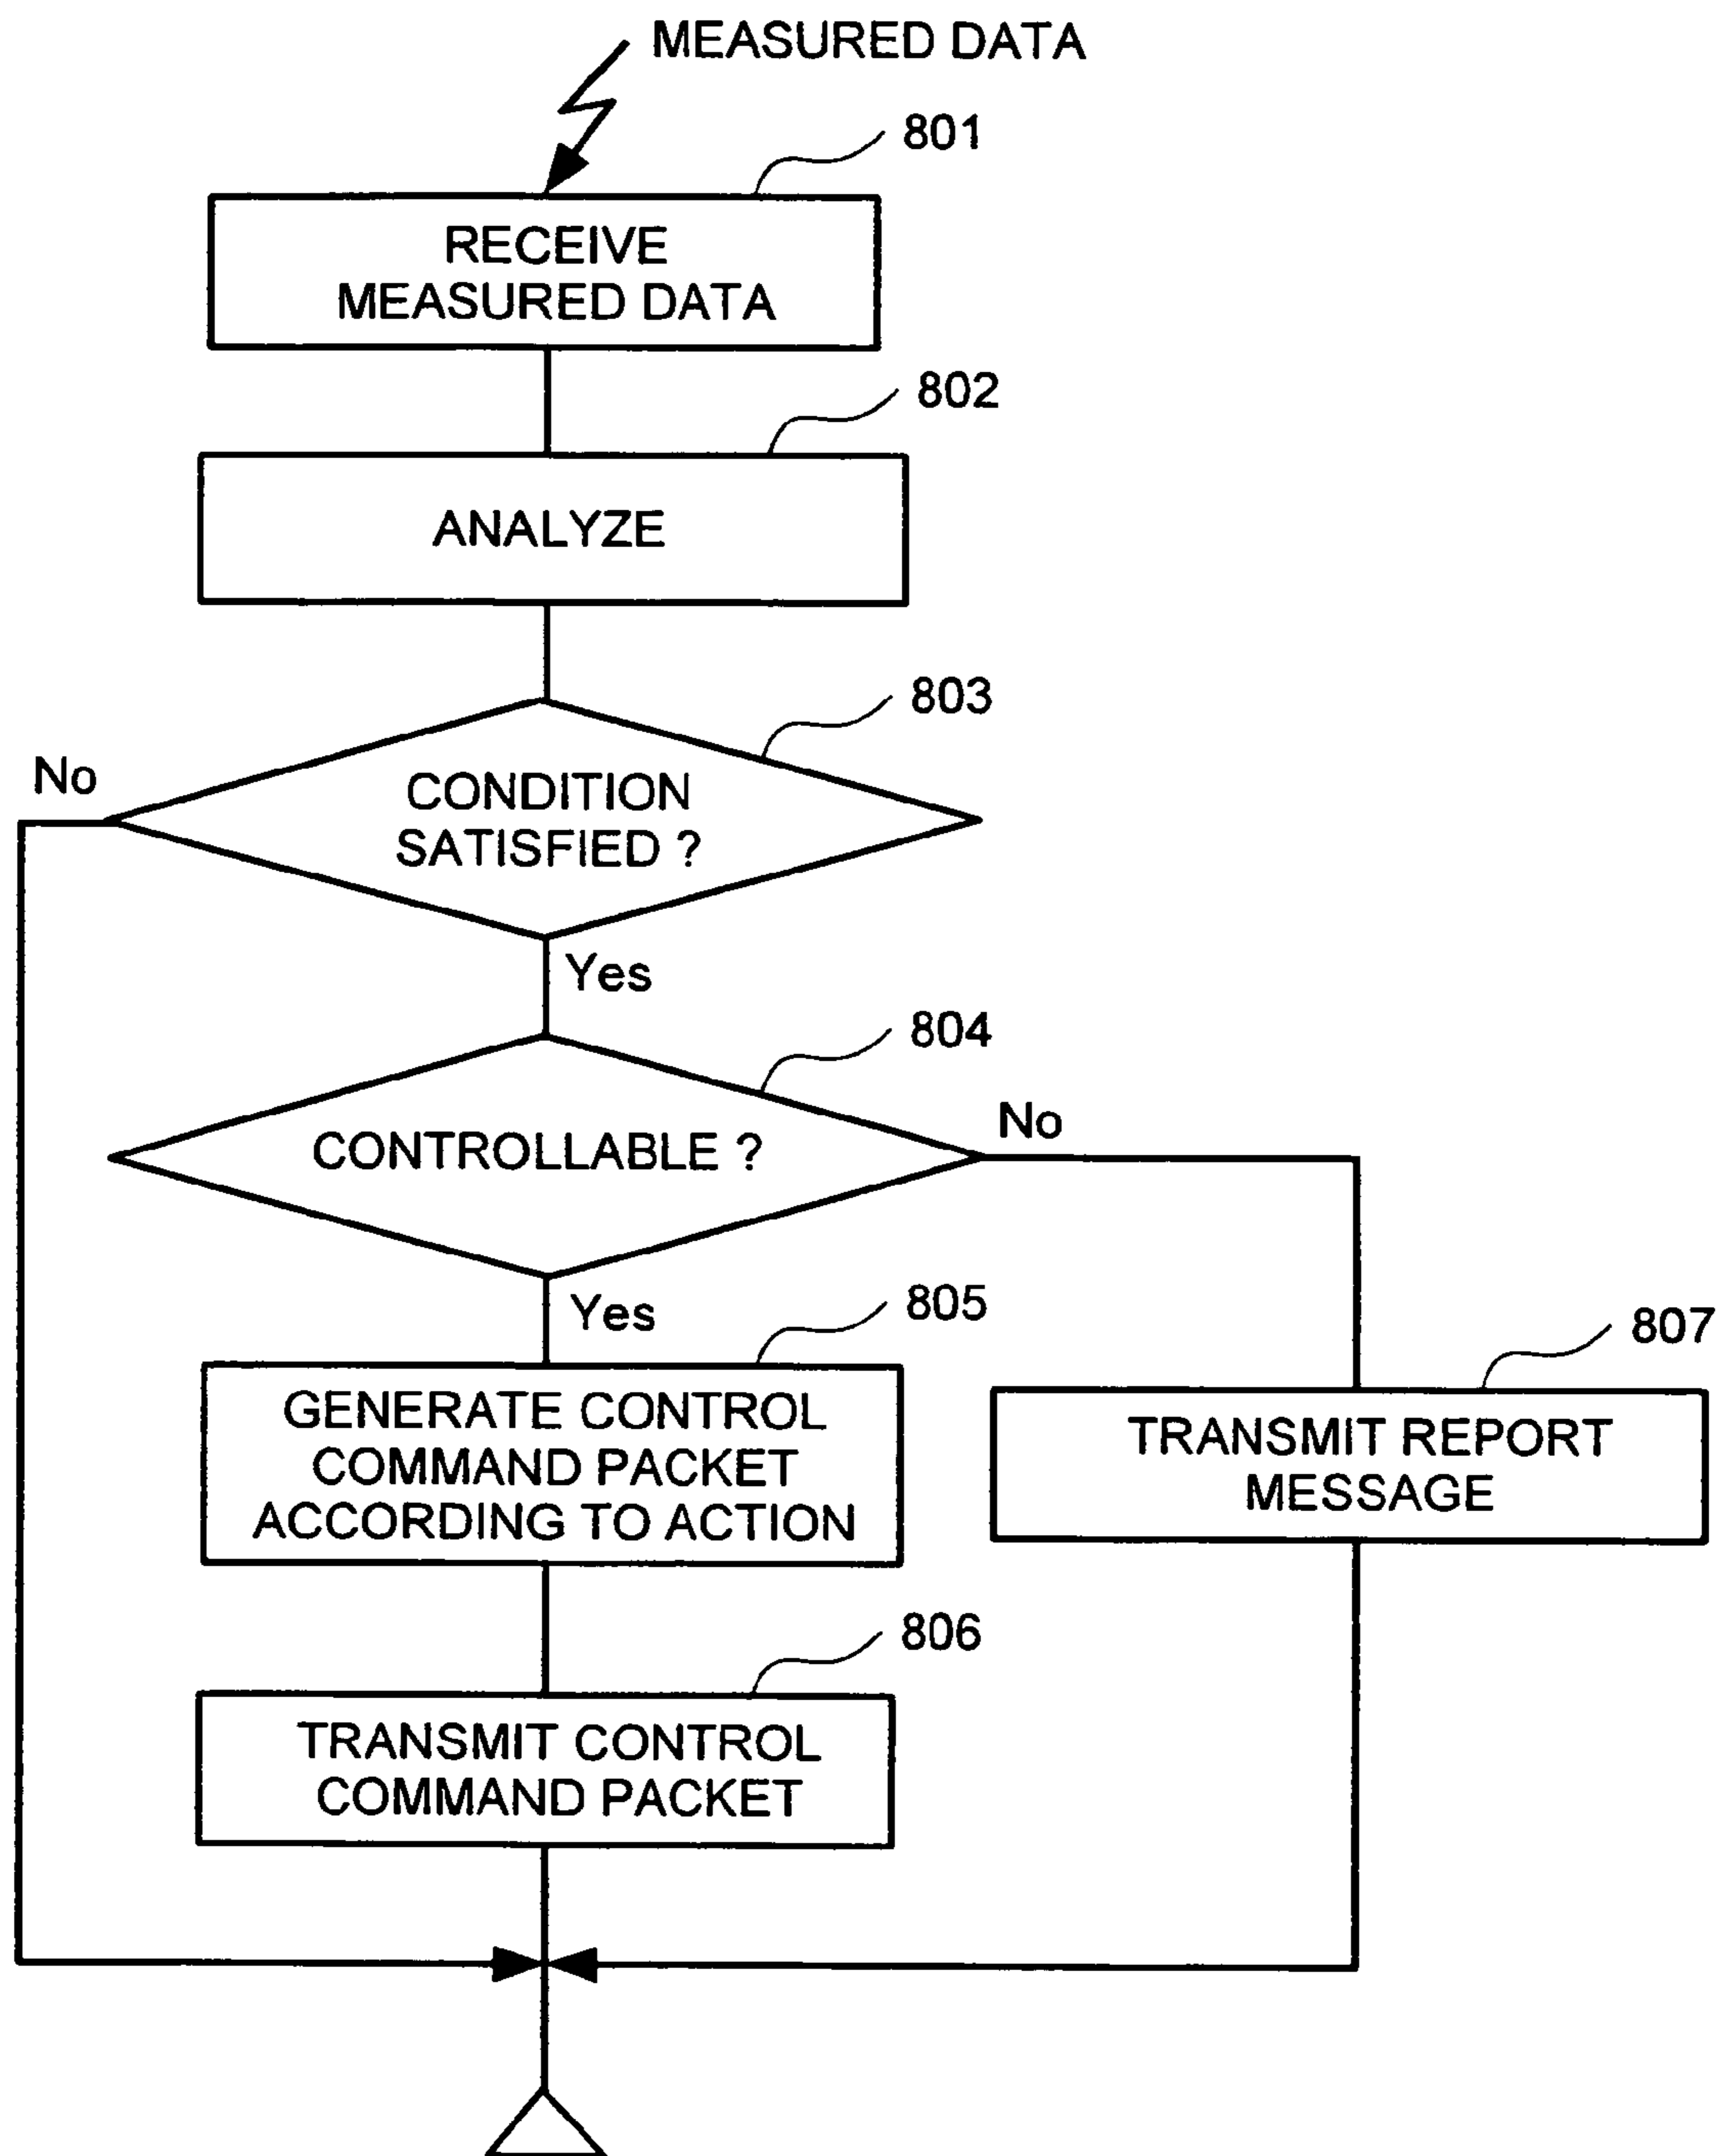 MEASURED DATA
801
RECEIVE
MEASURED DATA
802
ANALYZE
803
No
CONDITION
SATISFIED ?
Yes
804
No
CONTROLLABLE ?
Yes
805
807
GENERATE CONTROL
COMMAND PACKET
ACCORDING TO ACTION
TRANSMIT REPORT
MESSAGE
806
TRANSMIT CONTROL
COMMAND PACKET